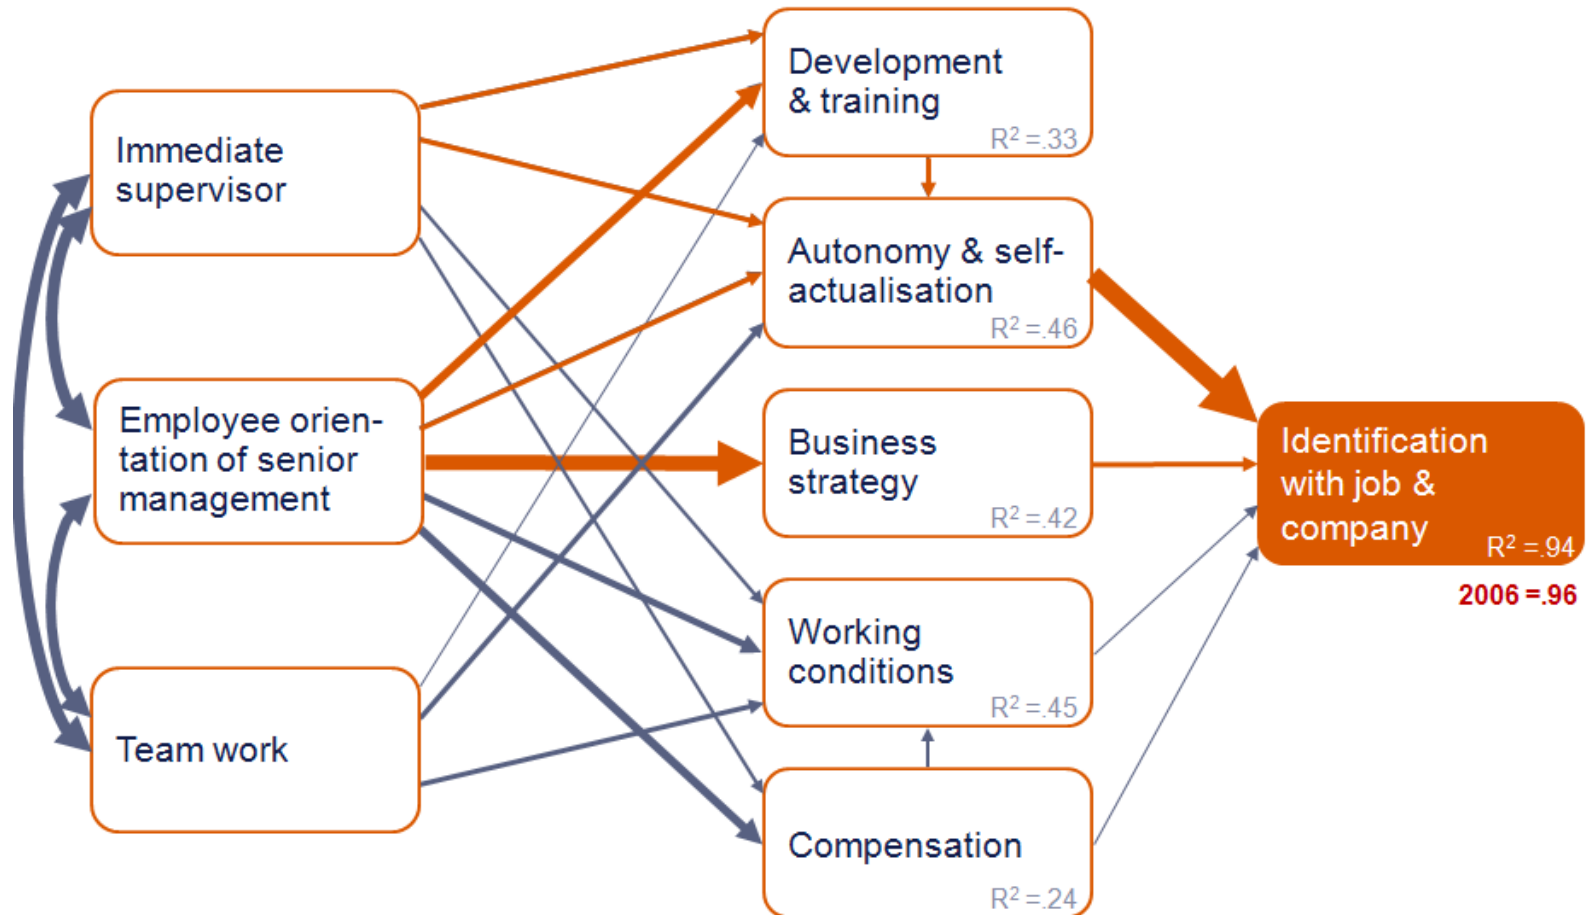 Immediate
supervisor
Employee orien-
tation of senior
management
Team work
Development
& training
R² =.33
Autonomy & self-
actualisation
R² =.46
Business
strategy
R² =.42
Working
conditions
R² =.45
Compensation
R² =.24
Identification
with job &
company
R² =.94
2006 =.96